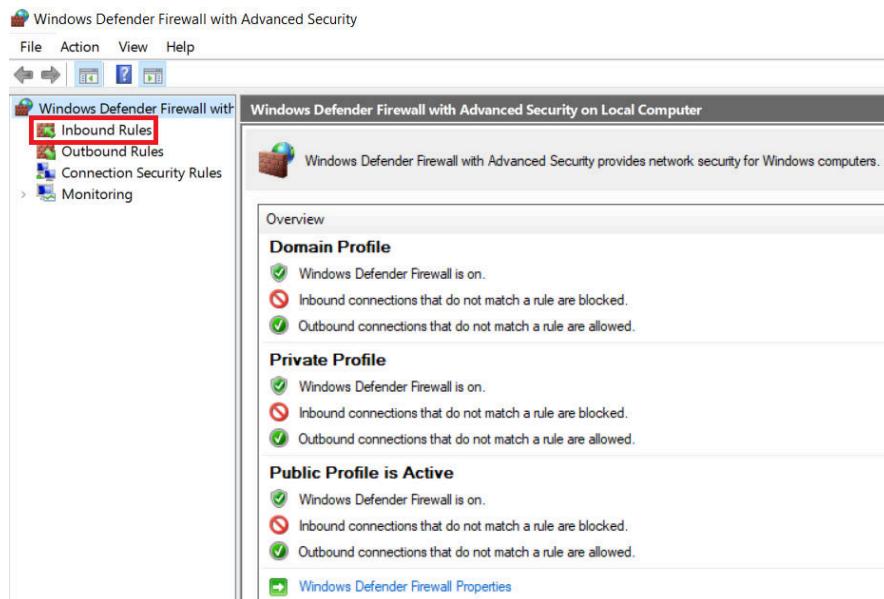 Windows Defender Firewall with Advanced Security
File Action View Help
Windows Defender Firewall with
Inbound Rules
Outbound Rules
Connection Security Rules
Monitoring
Windows Defender Firewall with Advanced Security on Local Computer
Windows Defender Firewall with Advanced Security provides network security for Windows computers.
Overview
Domain Profile
Windows Defender Firewall is on.
Inbound connections that do not match a rule are blocked.
Outbound connections that do not match a rule are allowed.
Private Profile
Windows Defender Firewall is on.
Inbound connections that do not match a rule are blocked.
Outbound connections that do not match a rule are allowed.
Public Profile is Active
Windows Defender Firewall is on.
Inbound connections that do not match a rule are blocked.
Outbound connections that do not match a rule are allowed.
Windows Defender Firewall Properties